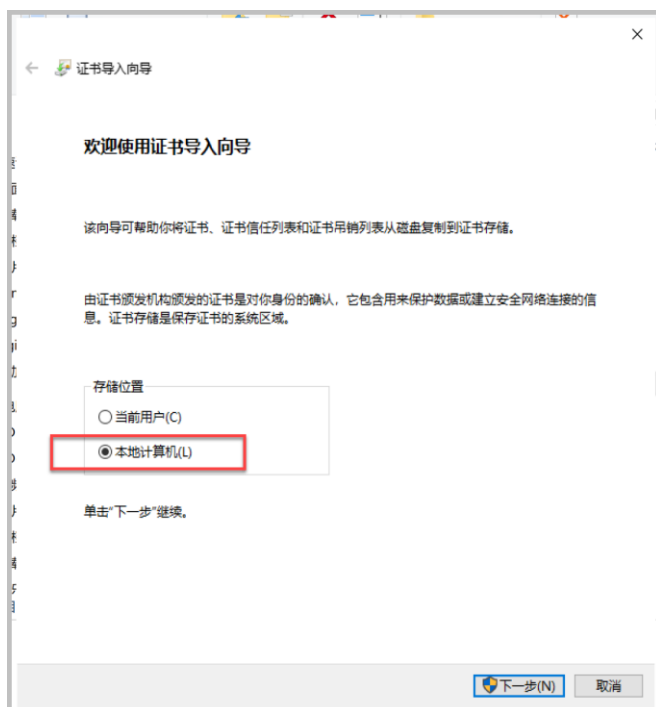 证书导入向导
欢迎使用证书导入向导
该向导可帮助你将证书、证书信任列表和证书吊销列表从磁盘复制到证书存储。
由证书颁发机构颁发的证书是对你身份的确认，它包含用来保护数据或建立安全网络连接的信
息。证书存储是保存证书的系统区域。
存储位置
当前用户(C)
本地计算机(L)
单击“下一步”继续。
下一步(N)
取消